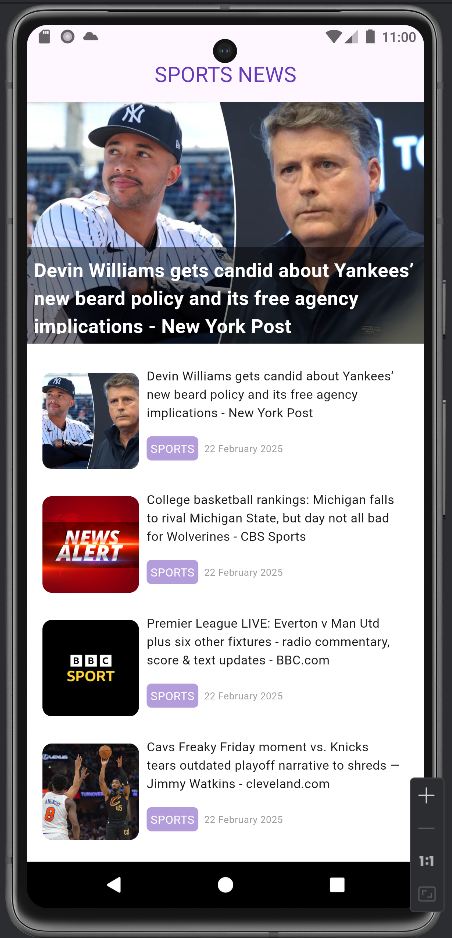 11:00
SPORTS NEWS
Devin Williams gets candid about Yankees’
new beard policy and its free agency
implications - New York Post
Devin Williams gets candid about Yankees’
new beard policy and its free agency
implications - New York Post
SPORTS 22 February 2025
College basketball rankings: Michigan falls
to rival Michigan State, but day not all bad
for Wolverines - CBS Sports
NEWS
ALERT
SPORTS 22 February 2025
Premier League LIVE: Everton v Man Utd
plus six other fixtures - radio commentary,
score & text updates - BBC.com
BBC
SPORT
SPORTS 22 February 2025
Cavs Freaky Friday moment vs. Knicks
tears outdated playoff narrative to shreds —
Jimmy Watkins - cleveland.com
SPORTS 22 February 2025
1:1